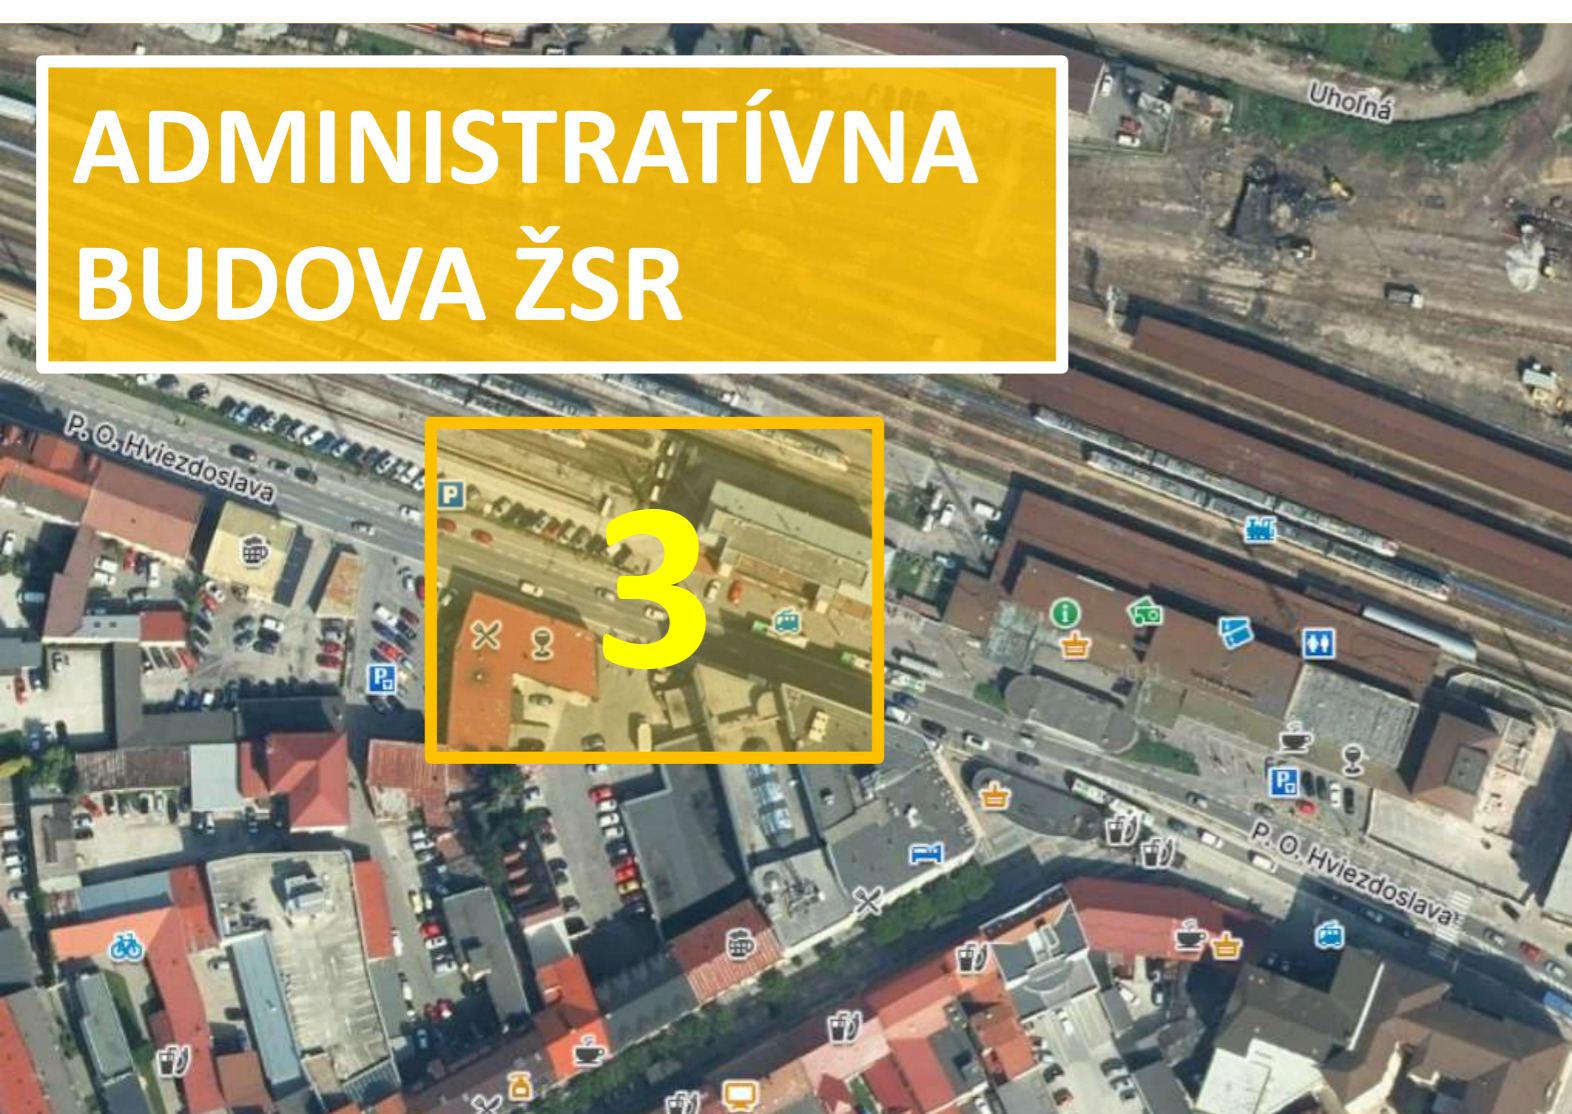 ADMINISTRATÍVNA
BUDOVA ŽSR
Uhoľná
P. O. Hviezdoslava
P
3
i
P
P
P. O. Hviezdoslava